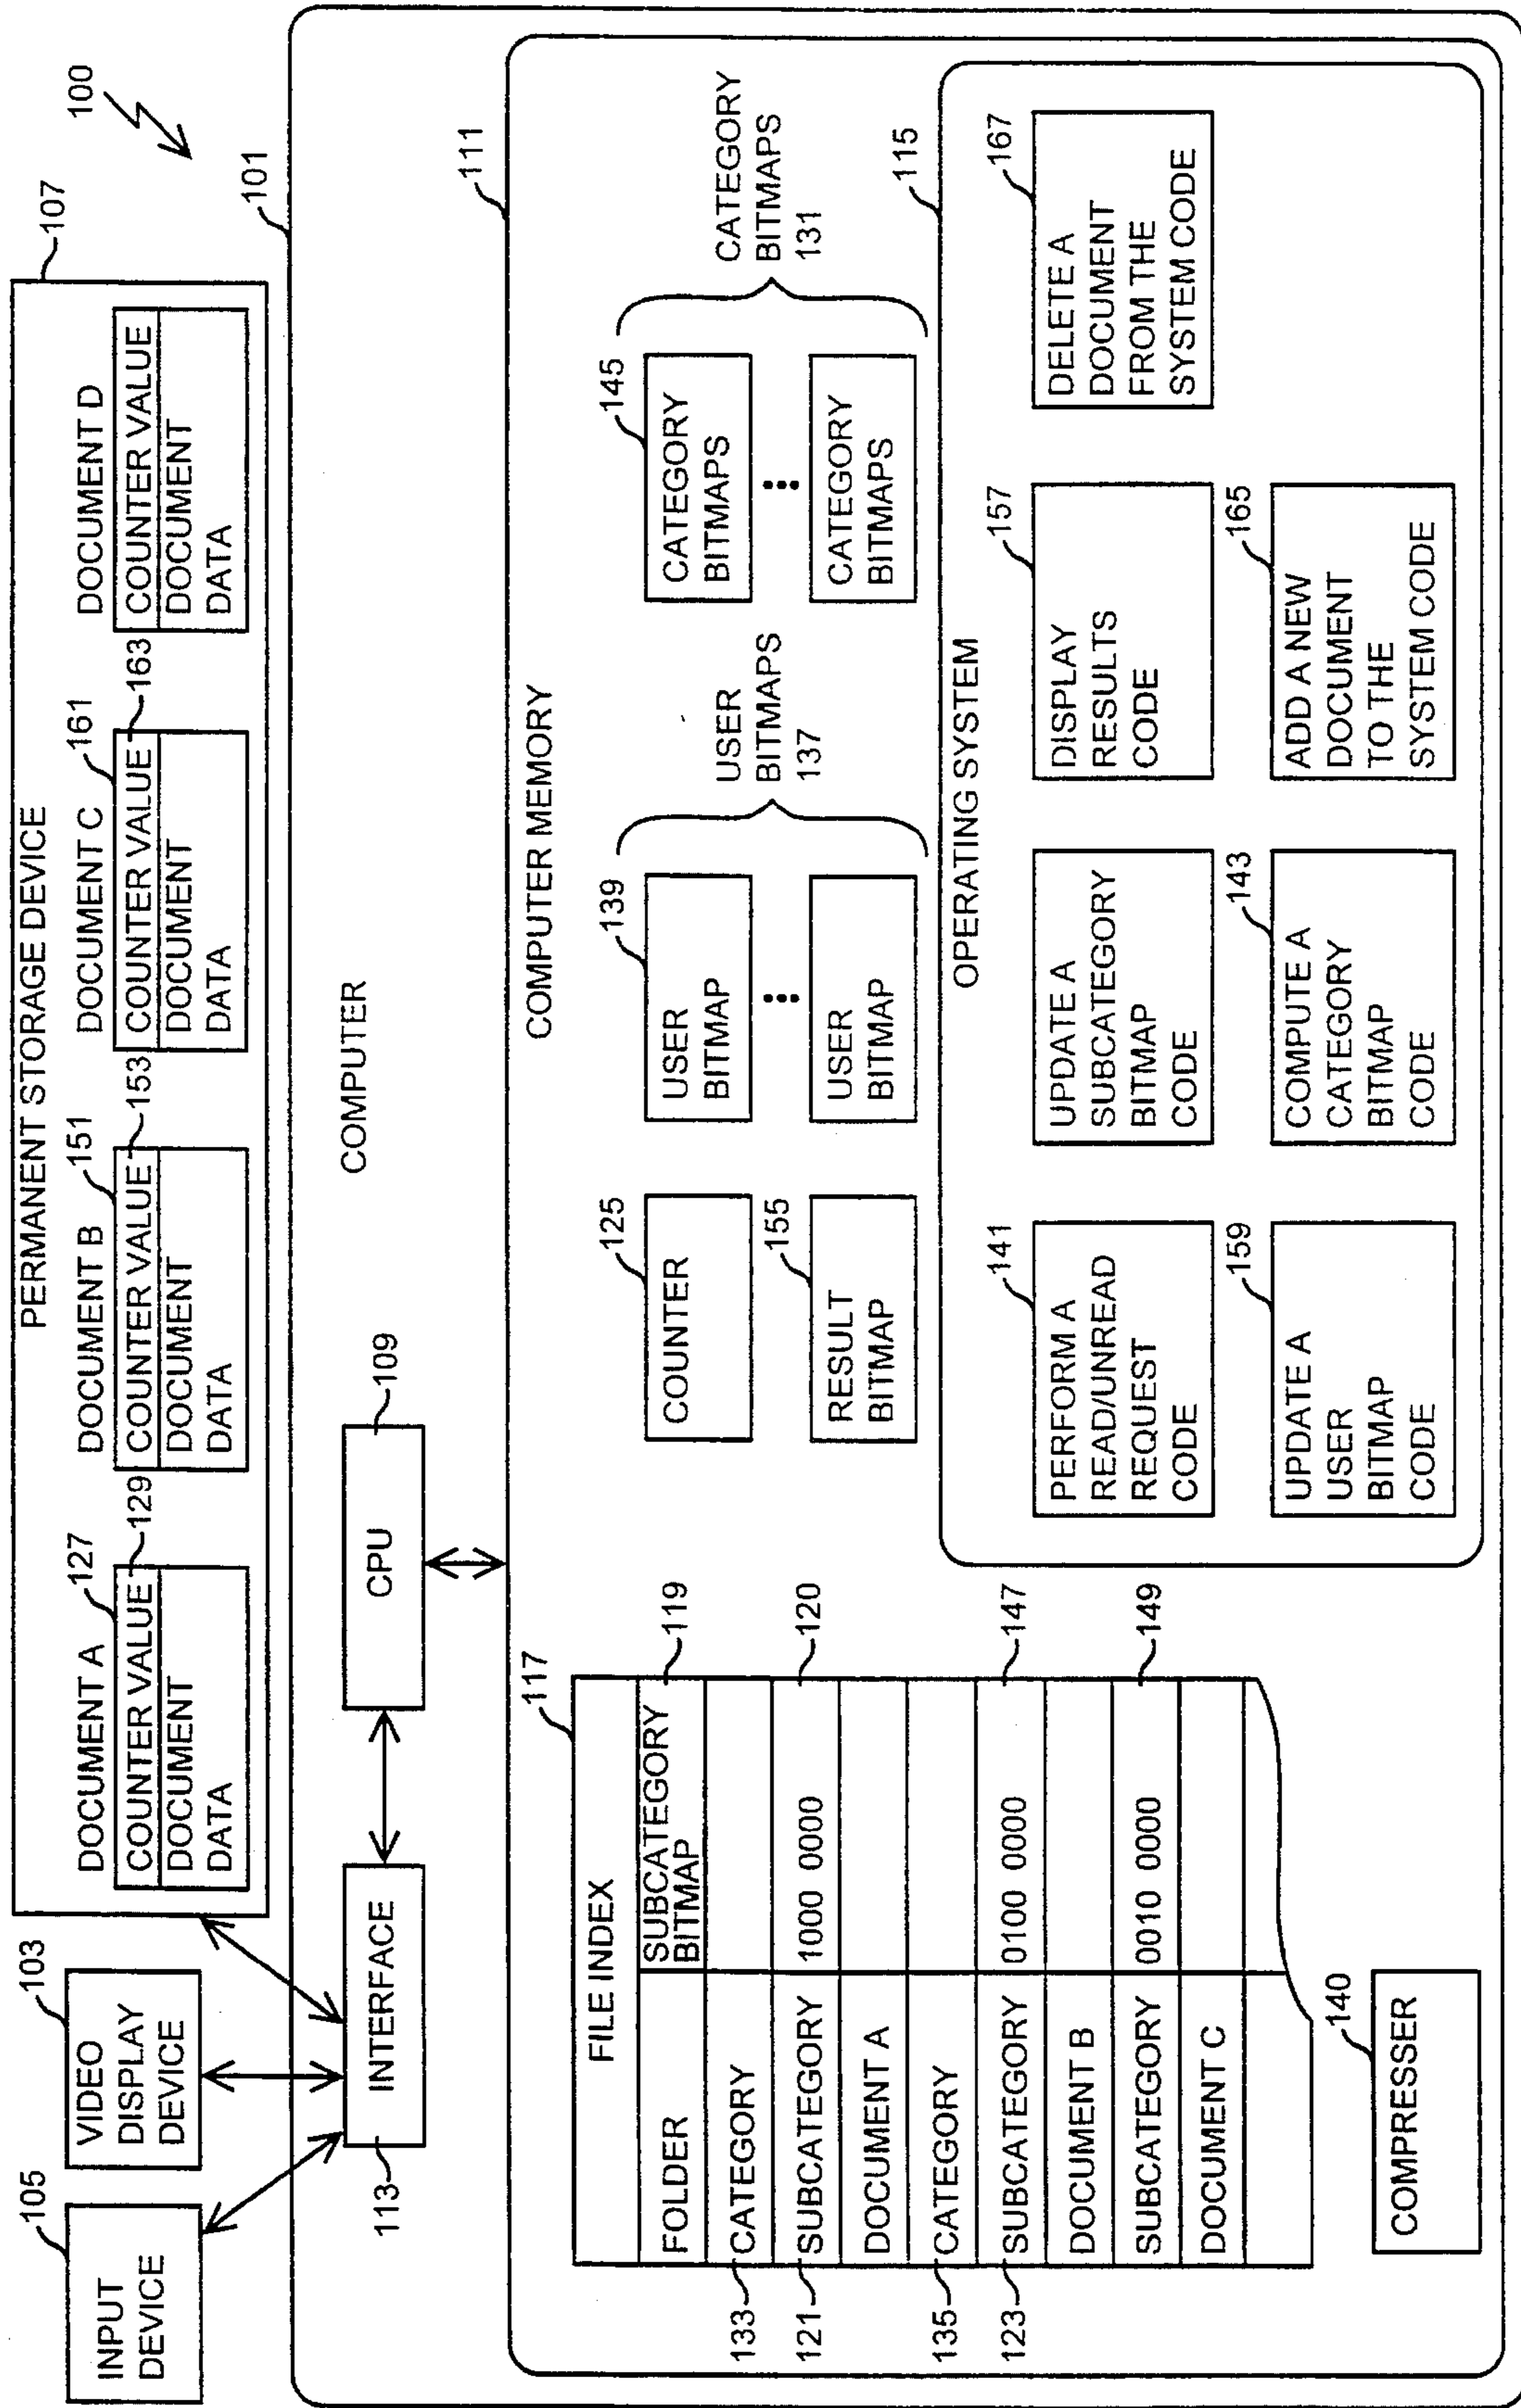 100
PERMANENT STORAGE DEVICE
107
DOCUMENT A
127
COUNTER VALUE
129
DOCUMENT
DATA
DOCUMENT B
151
COUNTER VALUE
153
DOCUMENT
DATA
DOCUMENT C
161
COUNTER VALUE
163
DOCUMENT
DATA
DOCUMENT D
COUNTER VALUE
DOCUMENT
DATA
INPUT
DEVICE
105
VIDEO
DISPLAY
DEVICE
103
101
COMPUTER
INTERFACE
113
CPU
109
111
COMPUTER MEMORY
117
FILE INDEX
FOLDER
SUBCATEGORY
BITMAP
119
133
CATEGORY
121
SUBCATEGORY
1000 0000
120
DOCUMENT A
135
CATEGORY
123
SUBCATEGORY
0100 0000
147
DOCUMENT B
SUBCATEGORY
0010 0000
149
DOCUMENT C
COMPRESSER
140
COUNTER
125
RESULT
BITMAP
155
USER
BITMAP
139
USER
BITMAP
USER
BITMAPS
137
CATEGORY
BITMAPS
145
CATEGORY
BITMAPS
CATEGORY
BITMAPS
131
OPERATING SYSTEM
115
PERFORM A
READ/UNREAD
REQUEST
CODE
141
UPDATE A
SUBCATEGORY
BITMAP
CODE
DISPLAY
RESULTS
CODE
157
DELETE A
DOCUMENT
FROM THE
SYSTEM CODE
167
UPDATE A
USER
BITMAP
CODE
159
COMPUTE A
CATEGORY
BITMAP
CODE
143
ADD A NEW
DOCUMENT
TO THE
SYSTEM CODE
165